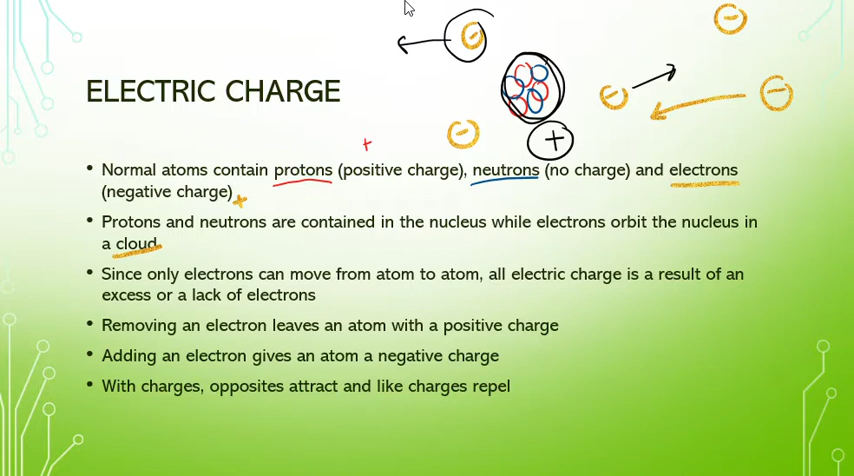 ELECTRIC CHARGE
• Normal atoms contain protons (positive charge), neutrons (no charge) and electrons
(negative charge)
• Protons and neutrons are contained in the nucleus while electrons orbit the nucleus in
a cloud
• Since only electrons can move from atom to atom, all electric charge is a result of an
excess or a lack of electrons
• Removing an electron leaves an atom with a positive charge
• Adding an electron gives an atom a negative charge
• With charges, opposites attract and like charges repel